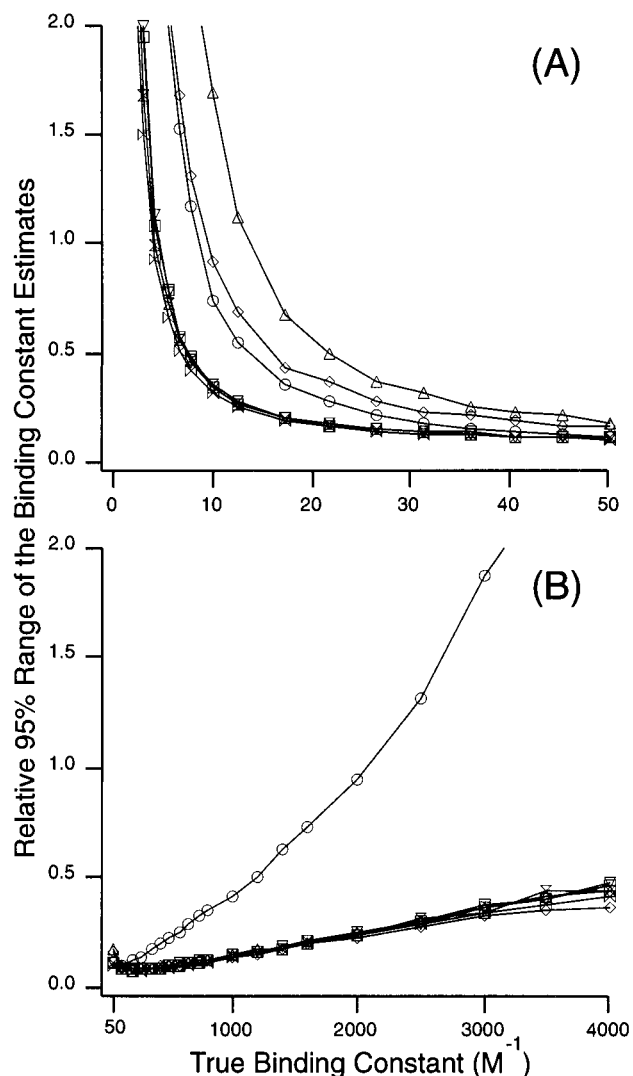 Relative 95% Range of the Binding Constant Estimates
(A)
2.0
1.5
1.0
0.5
0.0
0 10 20 30 40 50
(B)
2.0
1.5
1.0
0.5
0.0
50 1000 2000 3000 4000
True Binding Constant (M⁻¹)